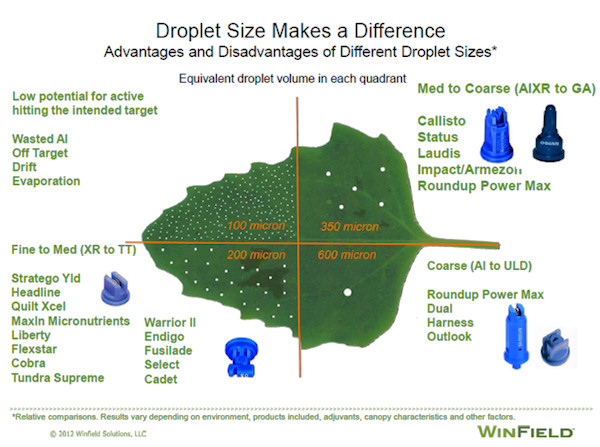 Droplet Size Makes a Difference
Advantages and Disadvantages of Different Droplet Sizes*
Equivalent droplet volume in each quadrant
Low potential for active
hitting the intended target
Wasted AI
Off Target
Drift
Evaporation
Med to Coarse (AIXR to GA)
Callisto
Status
Laudis
Impact/Armezon
Roundup Power Max
100 micron
350 micron
200 micron
600 micron
Fine to Med (XR to TT)
Stratego Yld
Headline
Quilt Xcel
Maxin Micronutrients
Liberty
Flexstar
Cobra
Tundra Supreme
Warrior II
Endigo
Fusilade
Select
Cadet
Coarse (AI to ULD)
Roundup Power Max
Dual
Harness
Outlook
*Relative comparisons. Results vary depending on environment, products included, adjuvants, canopy characteristics and other factors.
© 2012 Winfield Solutions, LLC
WINFIELD